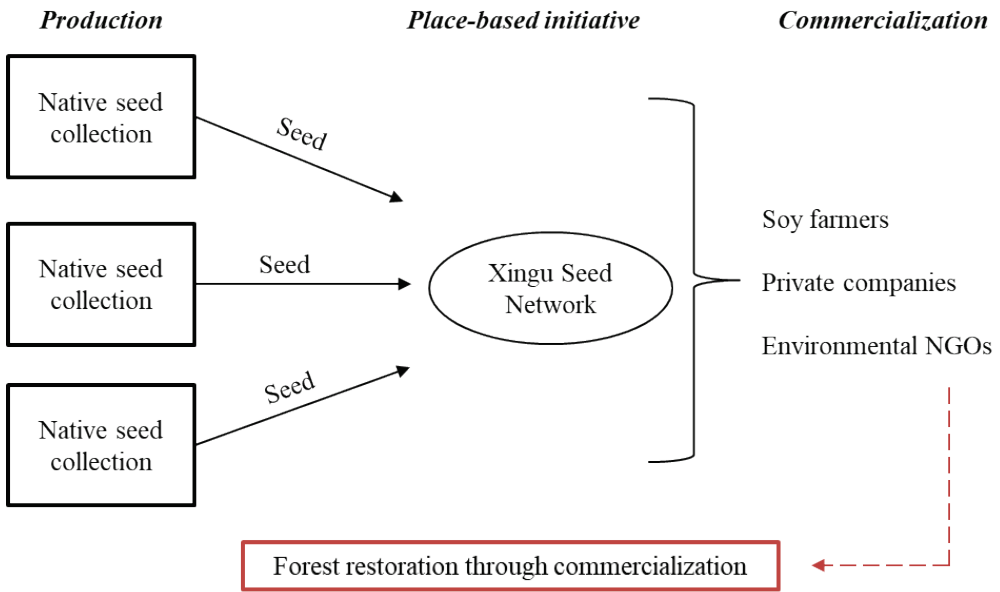 Production
Place-based initiative
Commercialization
Native seed
collection
Seed
Native seed
collection
Seed
Native seed
collection
Seed
Xingu Seed
Network
Soy farmers
Private companies
Environmental NGOs
Forest restoration through commercialization